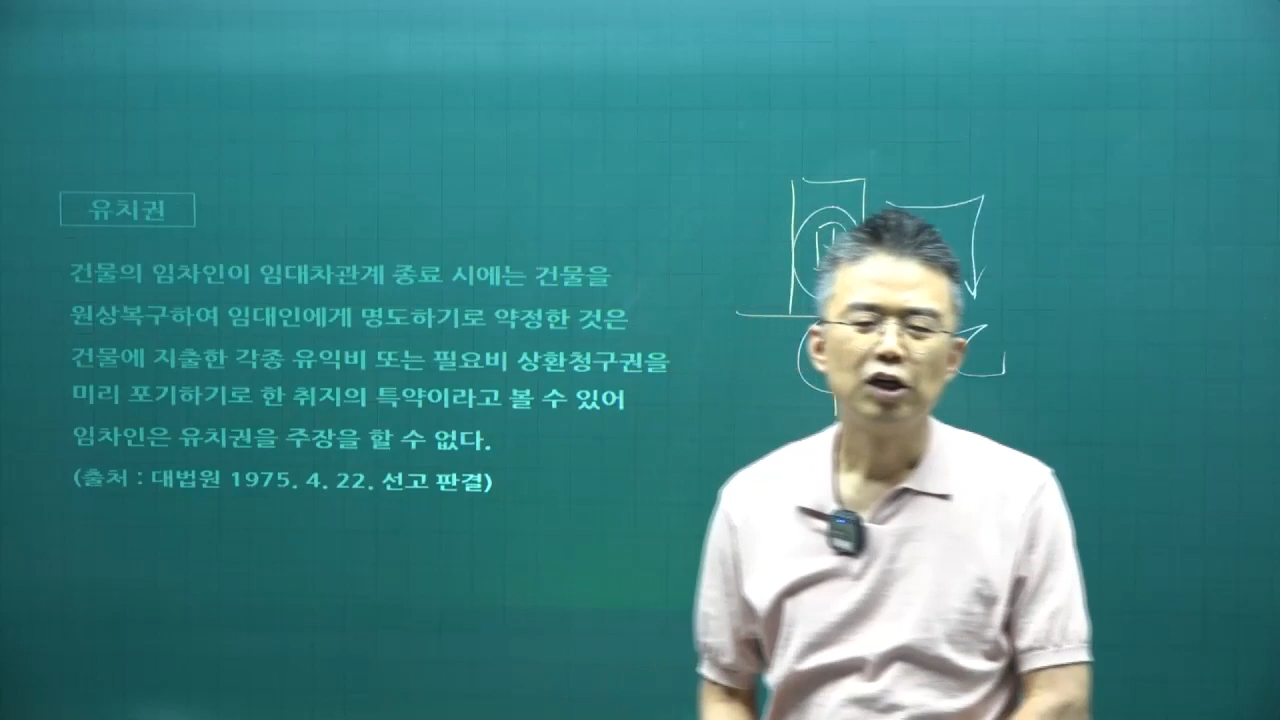 유치권
건물의 임차인이 임대차관계 종료 시에는 건물을
원상복구하여 임대인에게 명도하기로 약정한 것은
건물에 지출한 각종 유익비 또는 필요비 상환청구권을
미리 포기하기로 한 취지의 특약이라고 볼 수 있어
임차인은 유치권을 주장을 할 수 없다.
(출처 : 대법원 1975. 4. 22. 선고 판결)